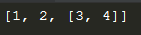 [1, 2, [3, 4]]